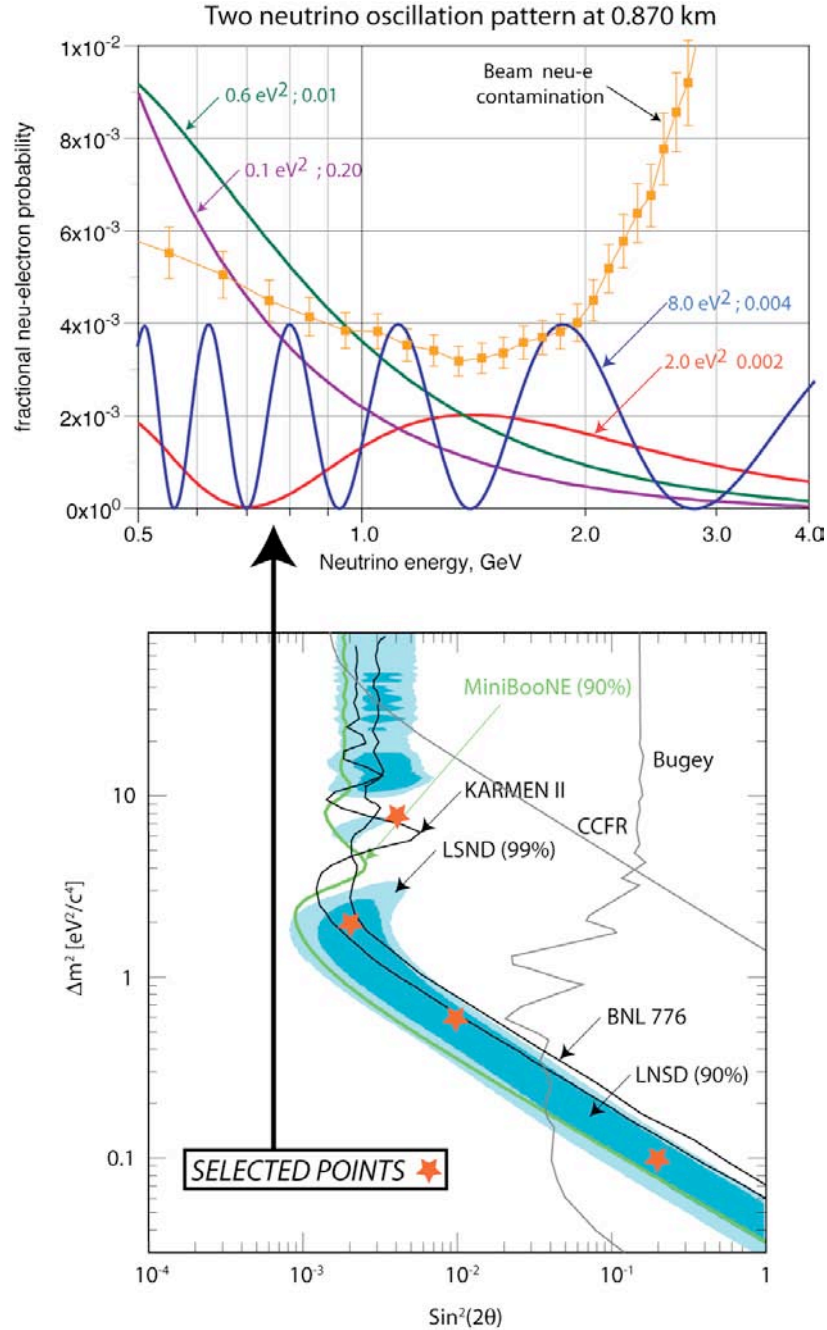 Two neutrino oscillation pattern at 0.870 km
fractional neu-electron probability
1x10⁻²
8x10⁻³
6x10⁻³
4x10⁻³
2x10⁻³
0x10⁰
0.6 eV²; 0.01
0.1 eV² ; 0.20
Beam neu-e
contamination
8.0 eV²; 0.004
2.0 eV² 0.002
0.5
1.0
2.0
3.0
4.0
Neutrino energy, GeV
MiniBooNE (90%)
Bugey
KARMEN II
CCFR
LSND (99%)
BNL 776
LNSD (90%)
SELECTED POINTS
Δm² [eV²/c⁴]
10
1
0.1
10⁻⁴
10⁻³
10⁻²
10⁻¹
1
Sin²(2θ)